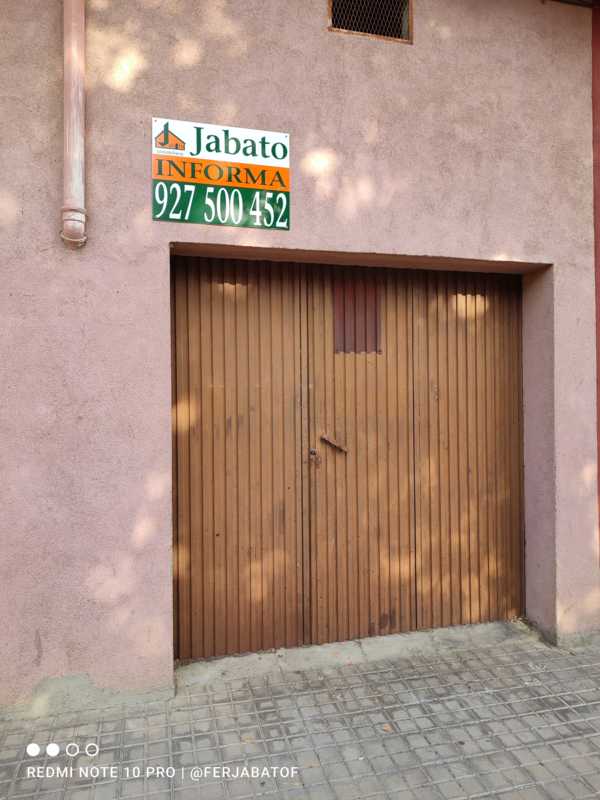 Jabato
INFORMA
927 500 452
REDMI NOTE 10 PRO | @FERJABATOF